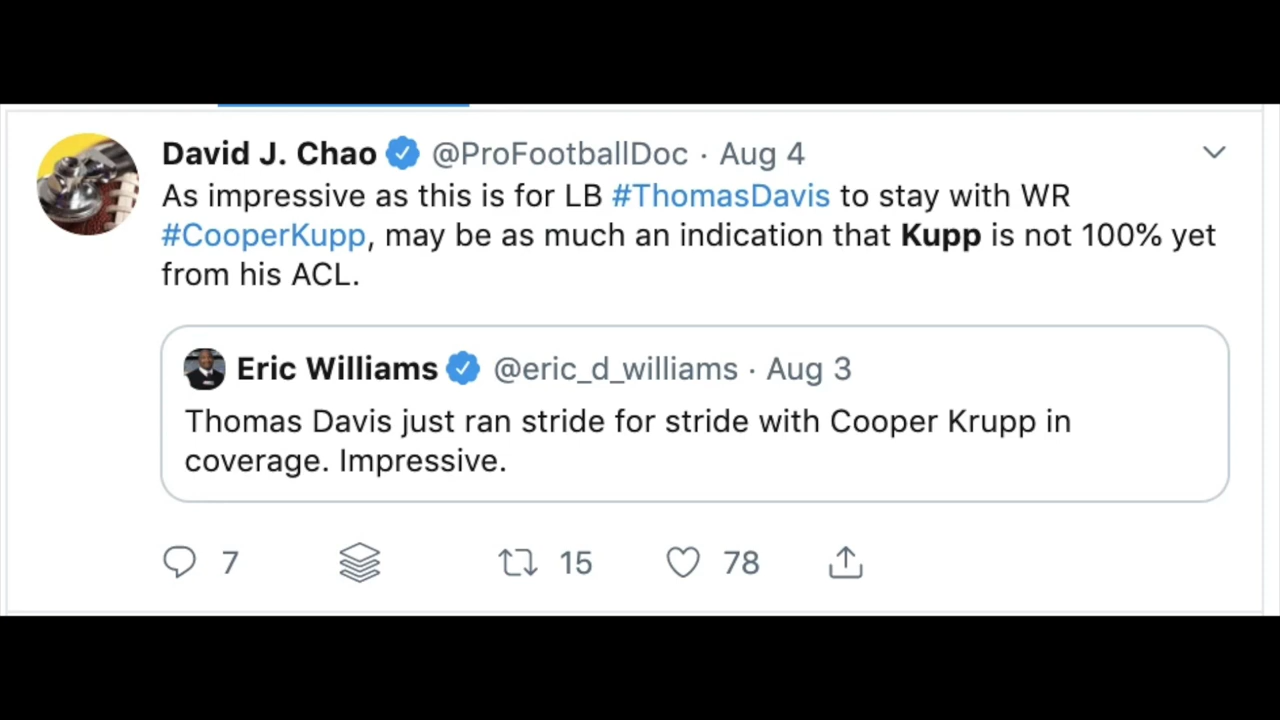 David J. Chao @ProFootballDoc · Aug 4
As impressive as this is for LB #ThomasDavis to stay with WR
#CooperKupp, may be as much an indication that Kupp is not 100% yet
from his ACL.
Eric Williams @eric_d_williams · Aug 3
Thomas Davis just ran stride for stride with Cooper Krupp in
coverage. Impressive.
7 15 78